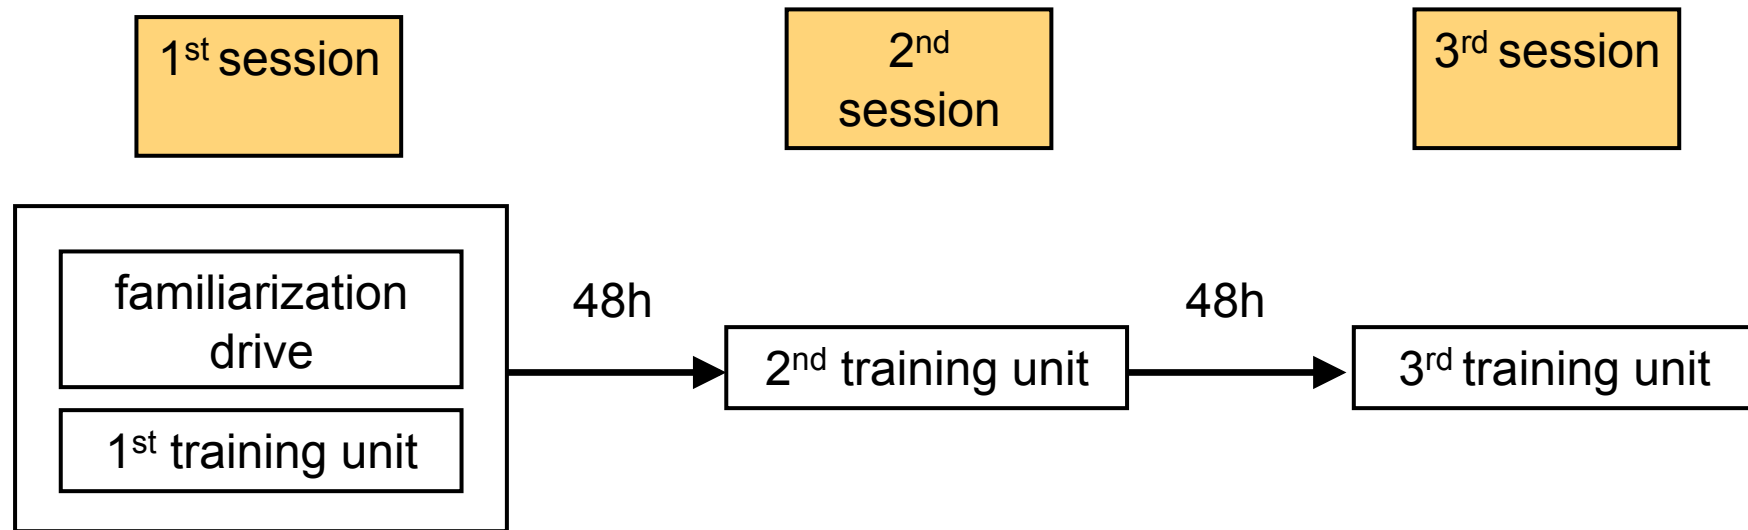 1st session
2nd
session
3rd session
familiarization
drive
1st training unit
48h
2nd training unit
48h
3rd training unit